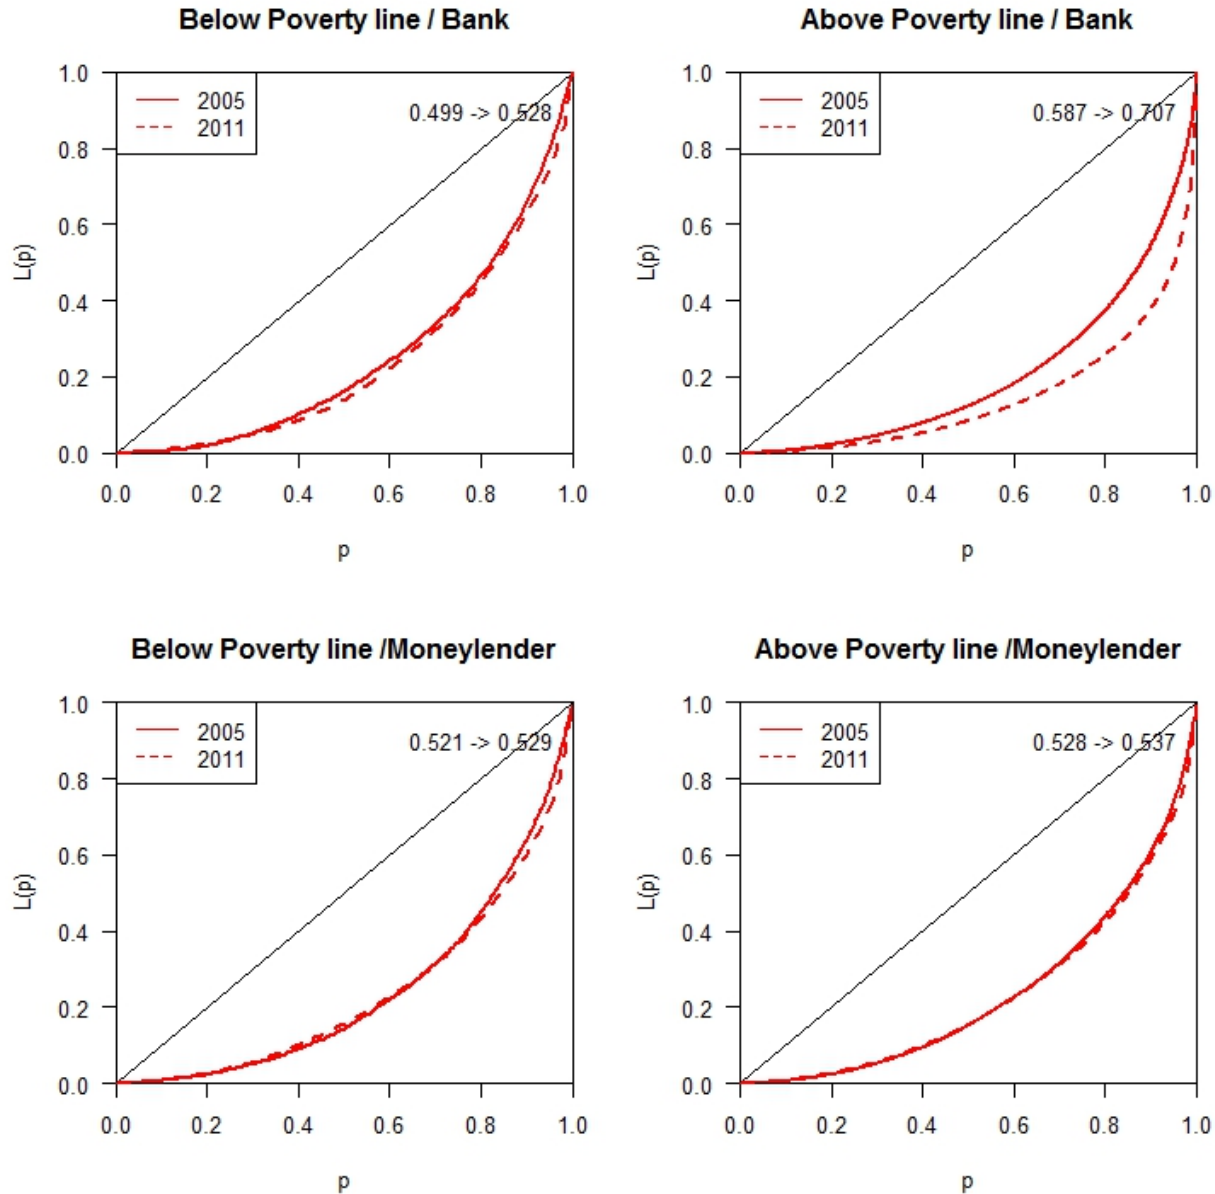 Below Poverty line / Bank
1.0
0.8
0.6
0.4
0.2
0.0
L(p)
2005
2011
0.499 -> 0.528
0.0 0.2 0.4 0.6 0.8 1.0
p
Above Poverty line / Bank
1.0
0.8
0.6
0.4
0.2
0.0
L(p)
2005
2011
0.587 -> 0.707
0.0 0.2 0.4 0.6 0.8 1.0
p
Below Poverty line /Moneylender
1.0
0.8
0.6
0.4
0.2
0.0
L(p)
2005
2011
0.521 -> 0.529
0.0 0.2 0.4 0.6 0.8 1.0
p
Above Poverty line /Moneylender
1.0
0.8
0.6
0.4
0.2
0.0
L(p)
2005
2011
0.528 -> 0.537
0.0 0.2 0.4 0.6 0.8 1.0
p